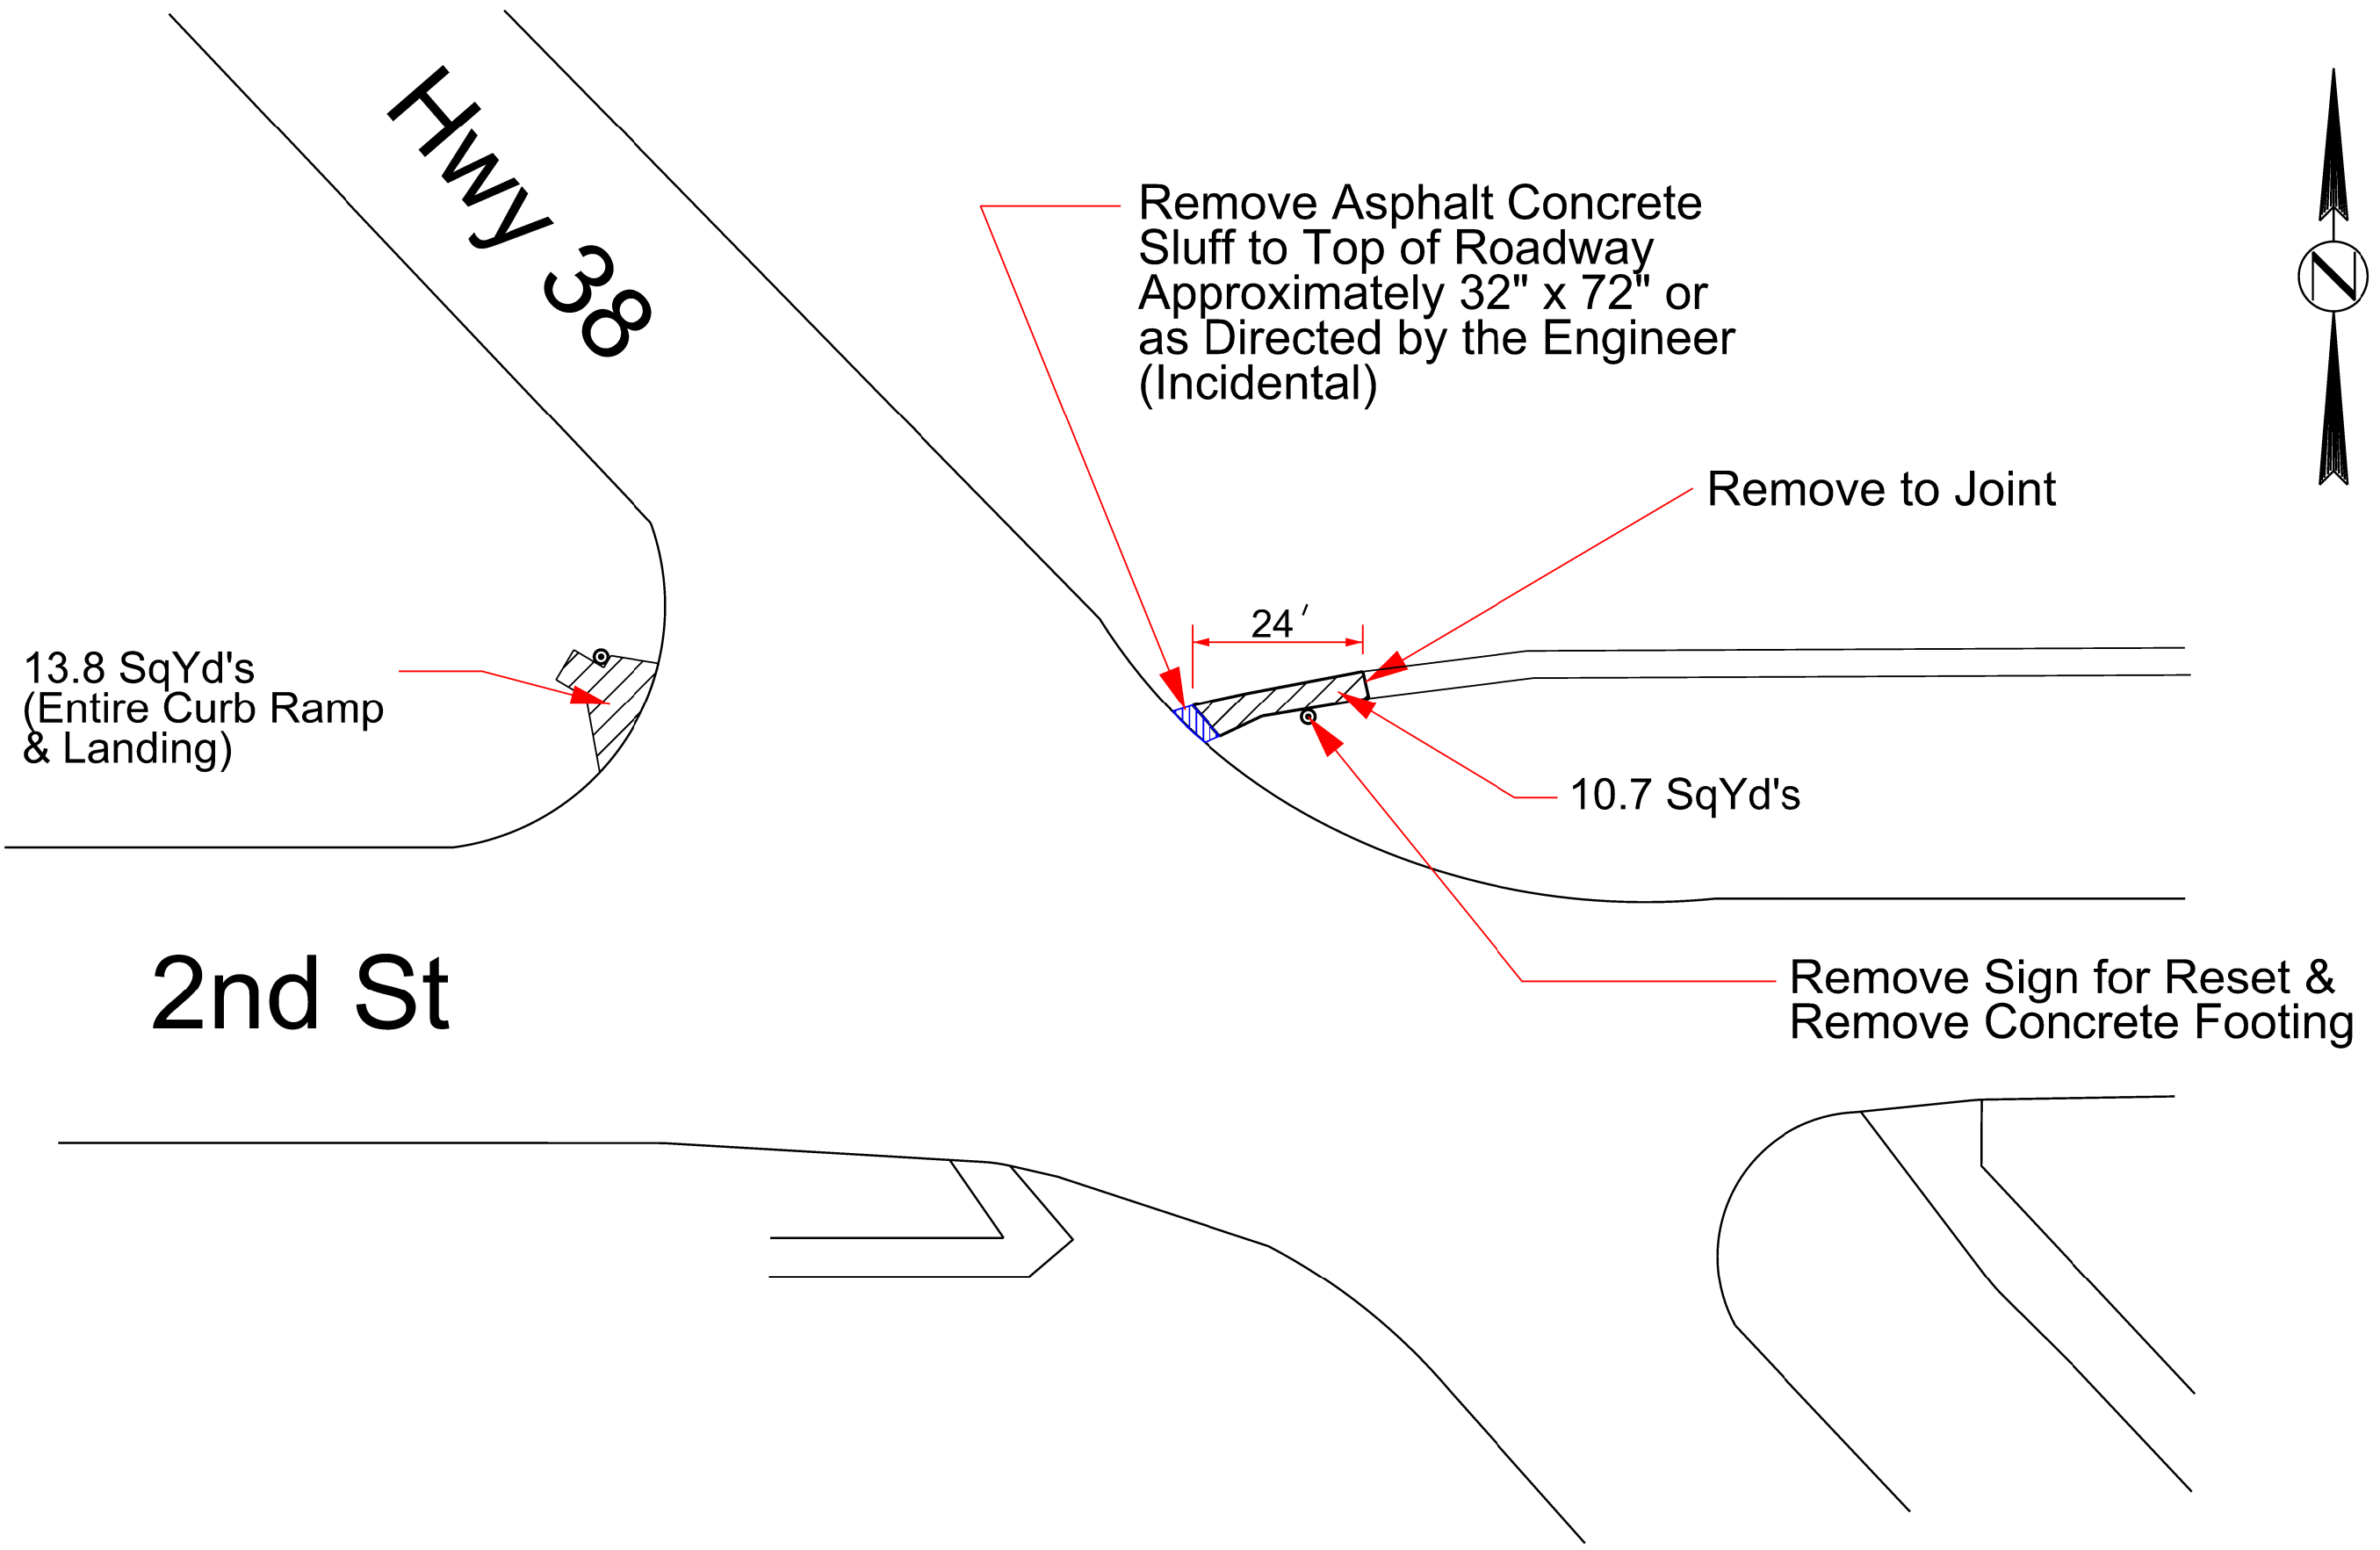 Hwy 38
Remove Asphalt Concrete
Sluff to Top of Roadway
Approximately 32" x 72" or
as Directed by the Engineer
(Incidental)
N
Remove to Joint
24'
13.8 SqYd's
(Entire Curb Ramp
& Landing)
10.7 SqYd's
2nd St
Remove Sign for Reset &
Remove Concrete Footing